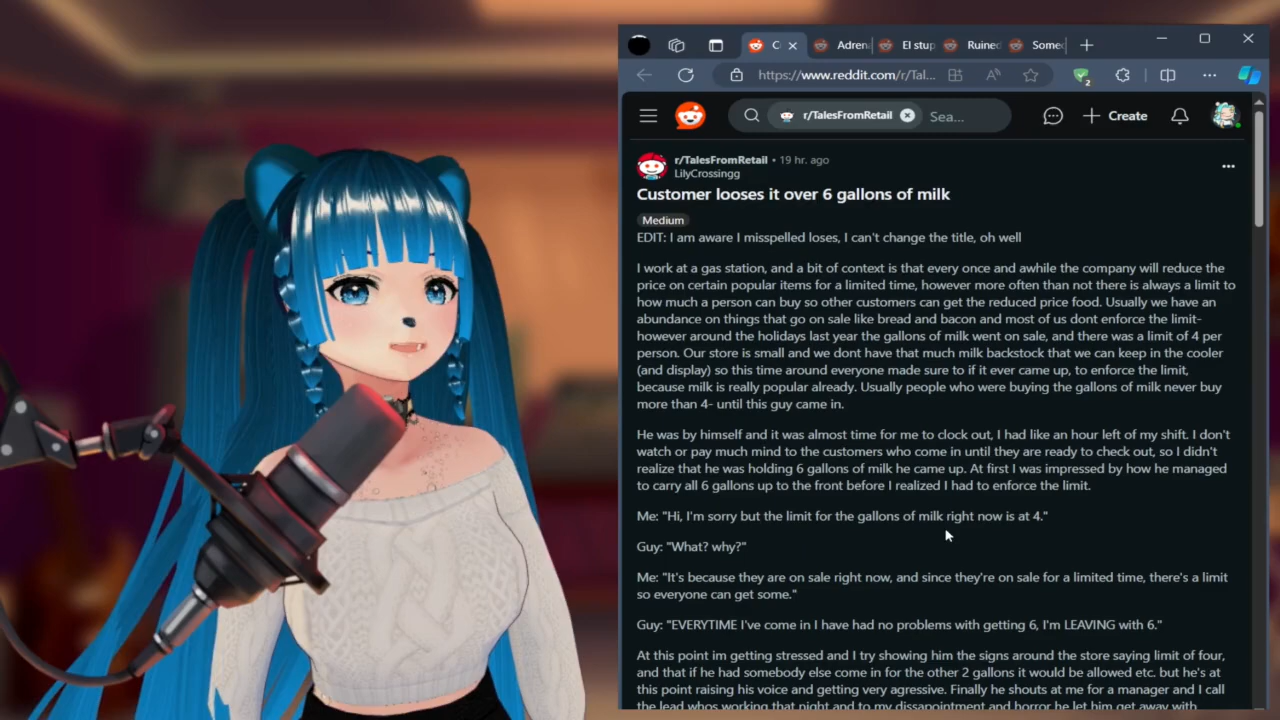 C
Adren
El stup
Ruined
Some
https://www.reddit.com/r/Tal...
2
r/TalesFromRetail
Sea...
Create
r/TalesFromRetail • 19 hr. ago
LilyCrossingg
Customer looses it over 6 gallons of milk
Medium
EDIT: I am aware I misspelled loses, I can't change the title, oh well
I work at a gas station, and a bit of context is that every once and awhile the company will reduce the
price on certain popular items for a limited time, however more often than not there is always a limit to
how much a person can buy so other customers can get the reduced price food. Usually we have an
abundance on things that go on sale like bread and bacon and most of us dont enforce the limit-
however around the holidays last year the gallons of milk went on sale, and there was a limit of 4 per
person. Our store is small and we dont have that much milk backstock that we can keep in the cooler
(and display) so this time around everyone made sure to if it ever came up, to enforce the limit,
because milk is really popular already. Usually people who were buying the gallons of milk never buy
more than 4- until this guy came in.
He was by himself and it was almost time for me to clock out, I had like an hour left of my shift. I don't
watch or pay much mind to the customers who come in until they are ready to check out, so I didn't
realize that he was holding 6 gallons of milk he came up. At first I was impressed by how he managed
to carry all 6 gallons up to the front before I realized I had to enforce the limit.
Me: "Hi, I'm sorry but the limit for the gallons of milk right now is at 4."
Guy: "What? why?"
Me: "It's because they are on sale right now, and since they're on sale for a limited time, there's a limit
so everyone can get some."
Guy: "EVERYTIME I've come in I have had no problems with getting 6, I'm LEAVING with 6."
At this point im getting stressed and I try showing him the signs around the store saying limit of four,
and that if he had somebody else come in for the other 2 gallons it would be allowed etc. but he's at
this point raising his voice and getting very agressive. Finally he shouts at me for a manager and I call
the lead whos working that night and to my dissapointment and horror he let him get away with